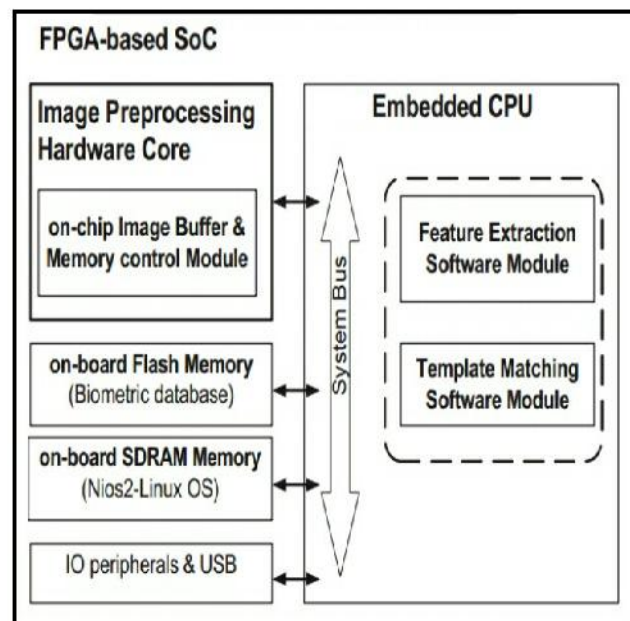 FPGA-based SoC
Image Preprocessing
Hardware Core
on-chip Image Buffer &
Memory control Module
on-board Flash Memory
(Biometric database)
on-board SDRAM Memory
(Nios2-Linux OS)
IO peripherals & USB
System Bus
Embedded CPU
Feature Extraction
Software Module
Template Matching
Software Module